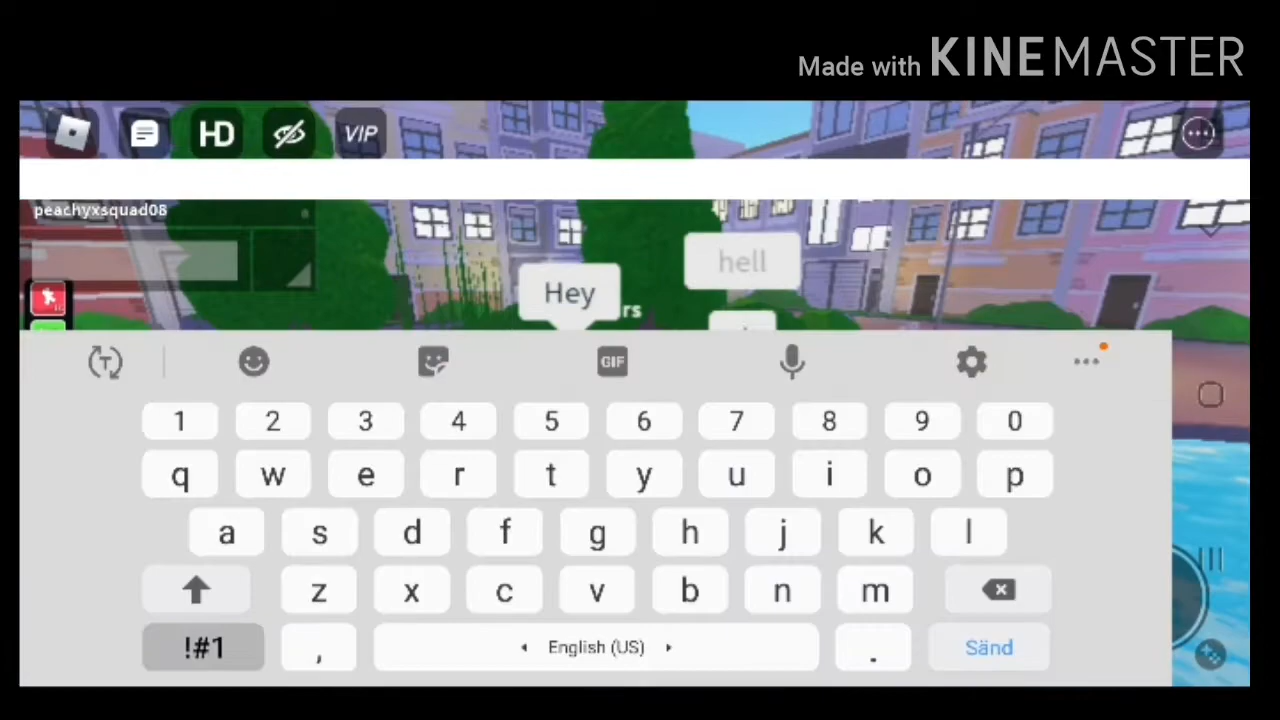 Made with KINEMASTER
HD VIP
peachyxsquad08
hell
Hey
rs
GIF
1 2 3 4 5 6 7 8 9 0
q w e r t y u i o p
a s d f g h j k l
z x c v b n m
!#1 , English (US) . Sänd